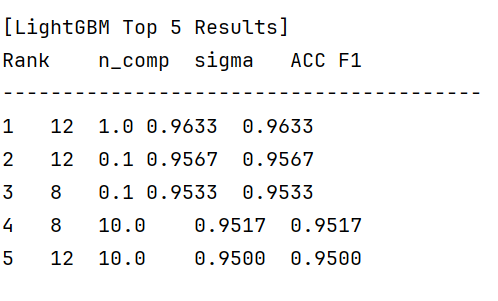 [LightGBM Top 5 Results]
Rank n_comp sigma ACC F1
----------------------------------------
1 12 1.0 0.9633 0.9633
2 12 0.1 0.9567 0.9567
3 8 0.1 0.9533 0.9533
4 8 10.0 0.9517 0.9517
5 12 10.0 0.9500 0.9500